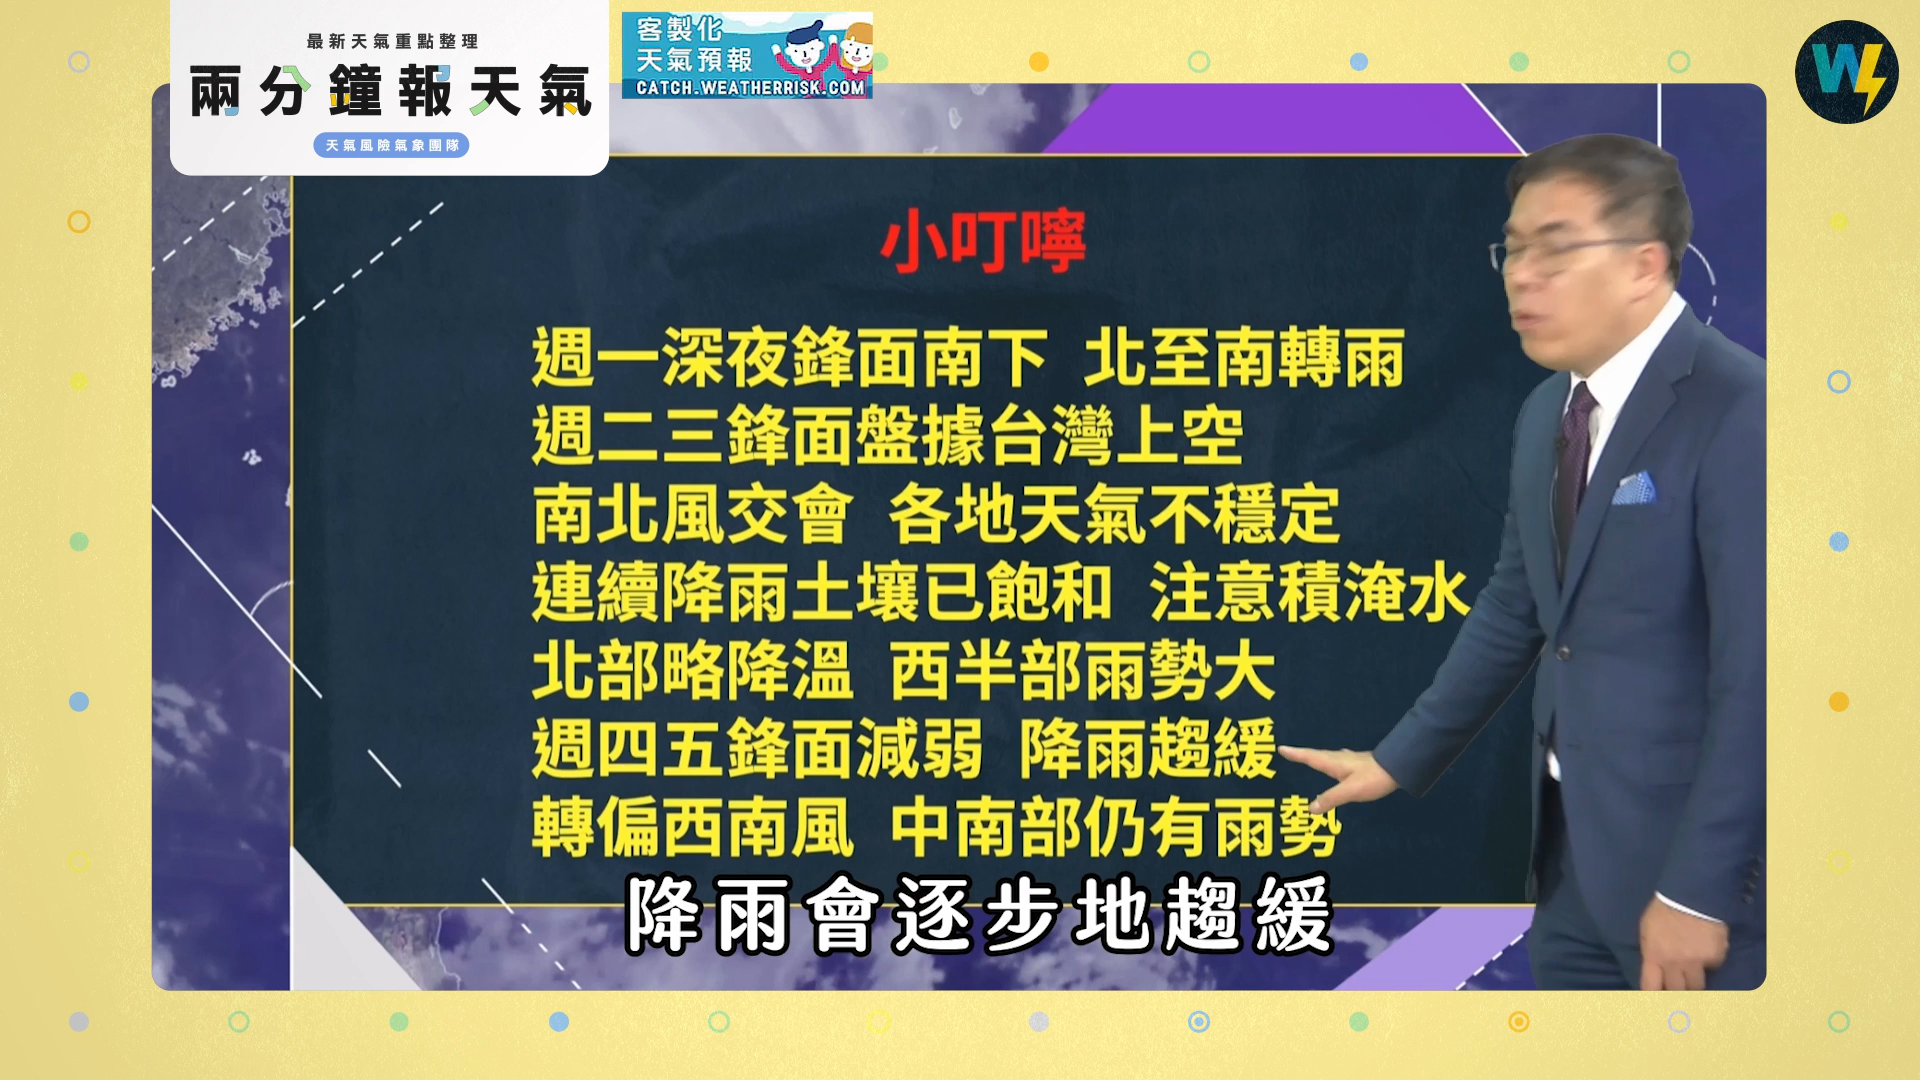 最新天氣重點整理
兩分鐘報天氣
天氣風險氣象團隊
客製化
天氣預報
CATCH.WEATHERRISK.COM
小叮嚀
週一深夜鋒面南下 北至南轉雨
週二三鋒面盤據台灣上空
南北風交會 各地天氣不穩定
連續降雨土壤已飽和 注意積淹水
北部略降溫 西半部雨勢大
週四五鋒面減弱 降雨趨緩
轉偏西南風 中南部仍有雨勢
降雨會逐步地趨緩